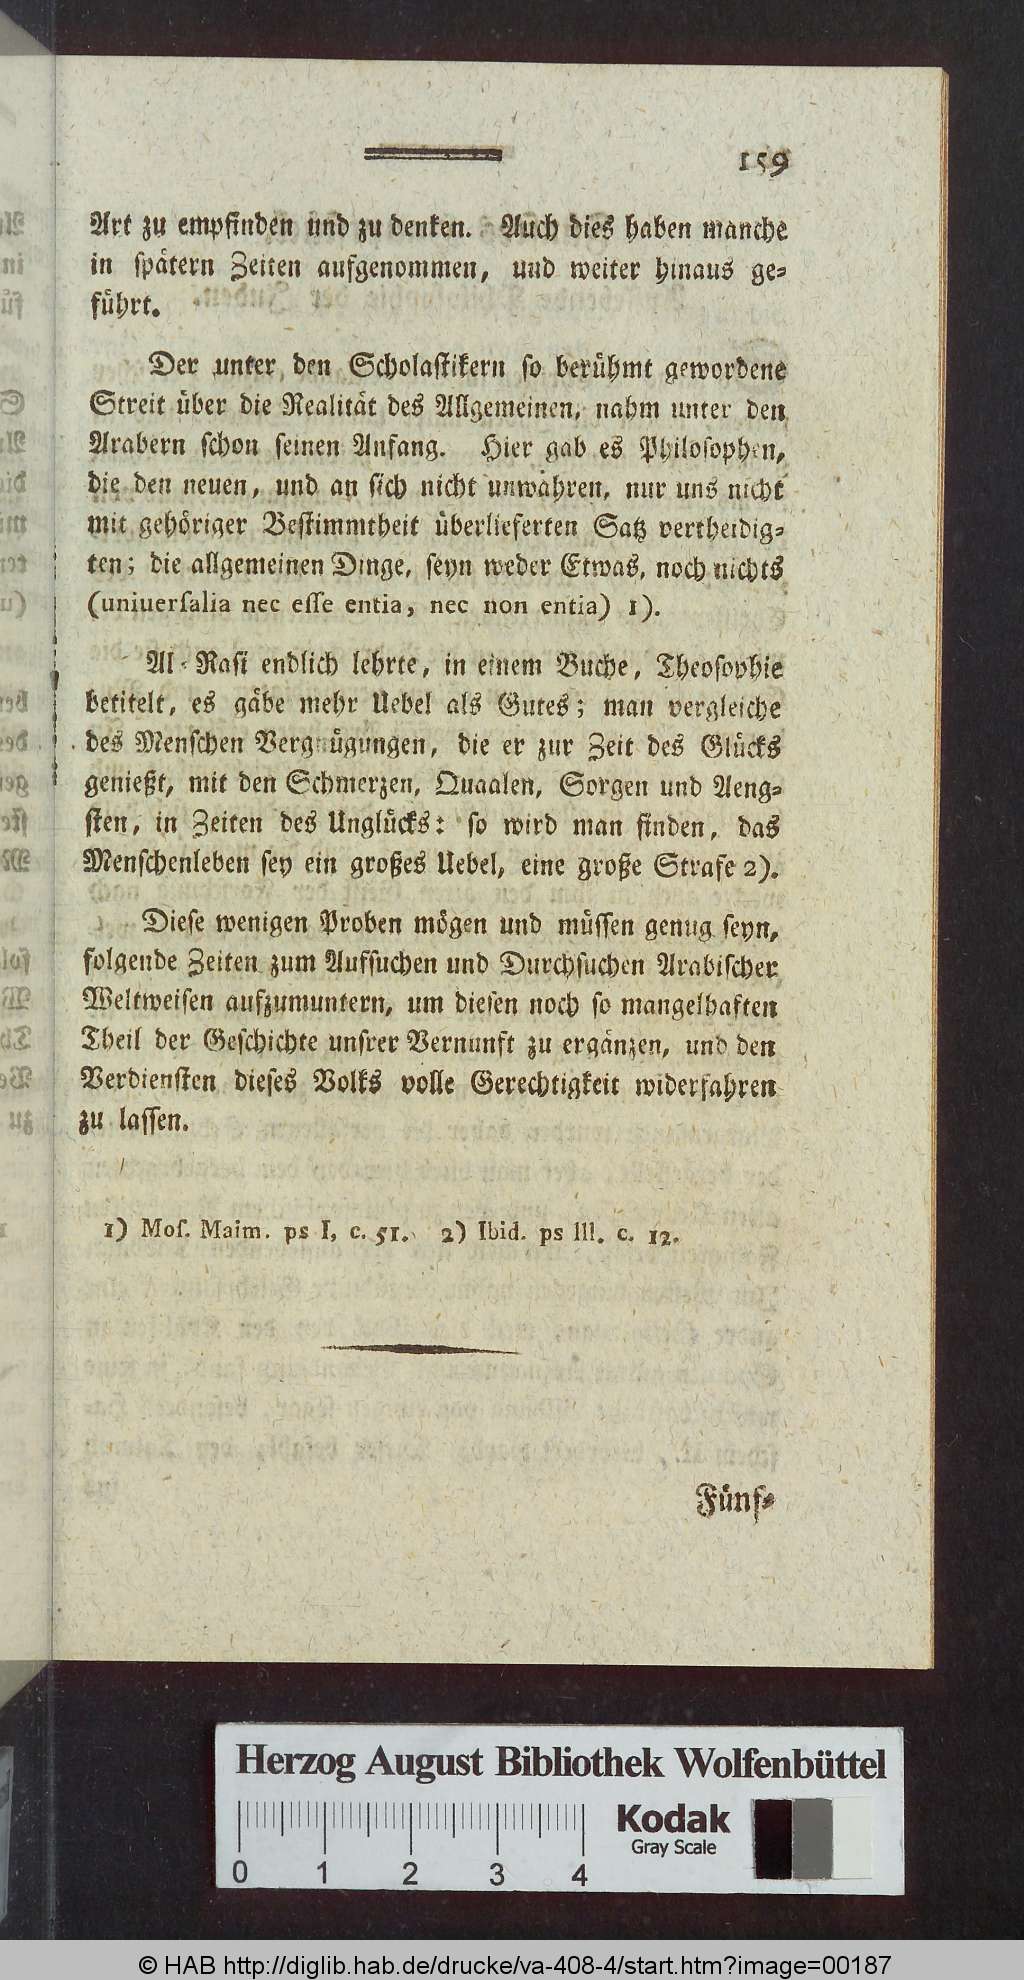 159
Art zu empfinden und zu denken. Auch dies haben manche
in spätern Zeiten aufgenommen, und weiter hinaus ge-
führt.
Der unter den Scholastikern so berühmt gewordene
Streit über die Realität des Allgemeinen, nahm unter den
Arabern schon seinen Anfang. Hier gab es Philosophen,
die den neuen, und an sich nicht unwahren, nur uns nicht
mit gehöriger Bestimmtheit überlieferten Satz vertheidig-
ten; die allgemeinen Dinge, seyn weder Etwas, noch nichts
(uniuersalia nec esse entia, nec non entia) 1).
Al-Rasi endlich lehrte, in einem Buche, Theosophie
betitelt, es gäbe mehr Uebel als Gutes; man vergleiche
des Menschen Vergnügungen, die er zur Zeit des Glücks
genießt, mit den Schmerzen, Quaalen, Sorgen und Aeng-
sten, in Zeiten des Unglücks: so wird man finden, das
Menschenleben sey ein großes Uebel, eine große Strafe 2).
Diese wenigen Proben mögen und müssen genug seyn,
folgende Zeiten zum Aufsuchen und Durchsuchen Arabischer
Weltweisen aufzumuntern, um diesen noch so mangelhaften
Theil der Geschichte unsrer Vernunft zu ergänzen, und den
Verdiensten dieses Volks volle Gerechtigkeit widerfahren
zu lassen.
1) Mos. Maim. ps I, c. 51. 2) Ibid. ps III. c. 12.
Fünf-
Herzog August Bibliothek Wolfenbüttel
Kodak
Gray Scale
0 1 2 3 4
© HAB http://diglib.hab.de/drucke/va-408-4/start.htm?image=00187